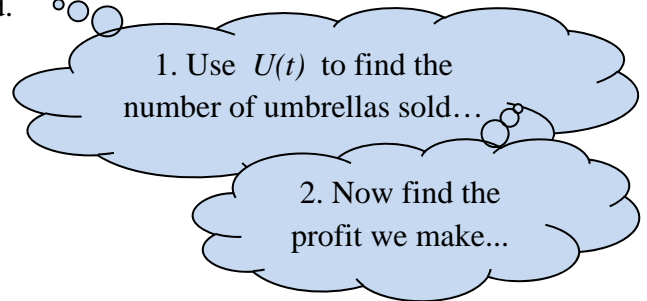 1. Use U(t) to find the
number of umbrellas sold…
2. Now find the
profit we make...